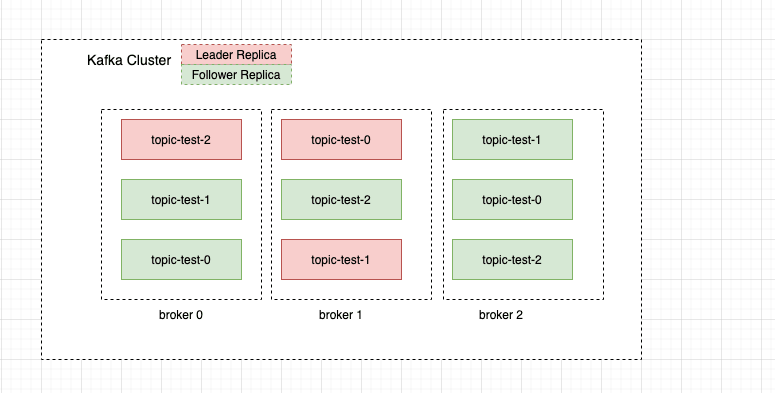 Kafka Cluster
Leader Replica
Follower Replica
topic-test-2
topic-test-1
topic-test-0
broker 0
topic-test-0
topic-test-2
topic-test-1
broker 1
topic-test-1
topic-test-0
topic-test-2
broker 2